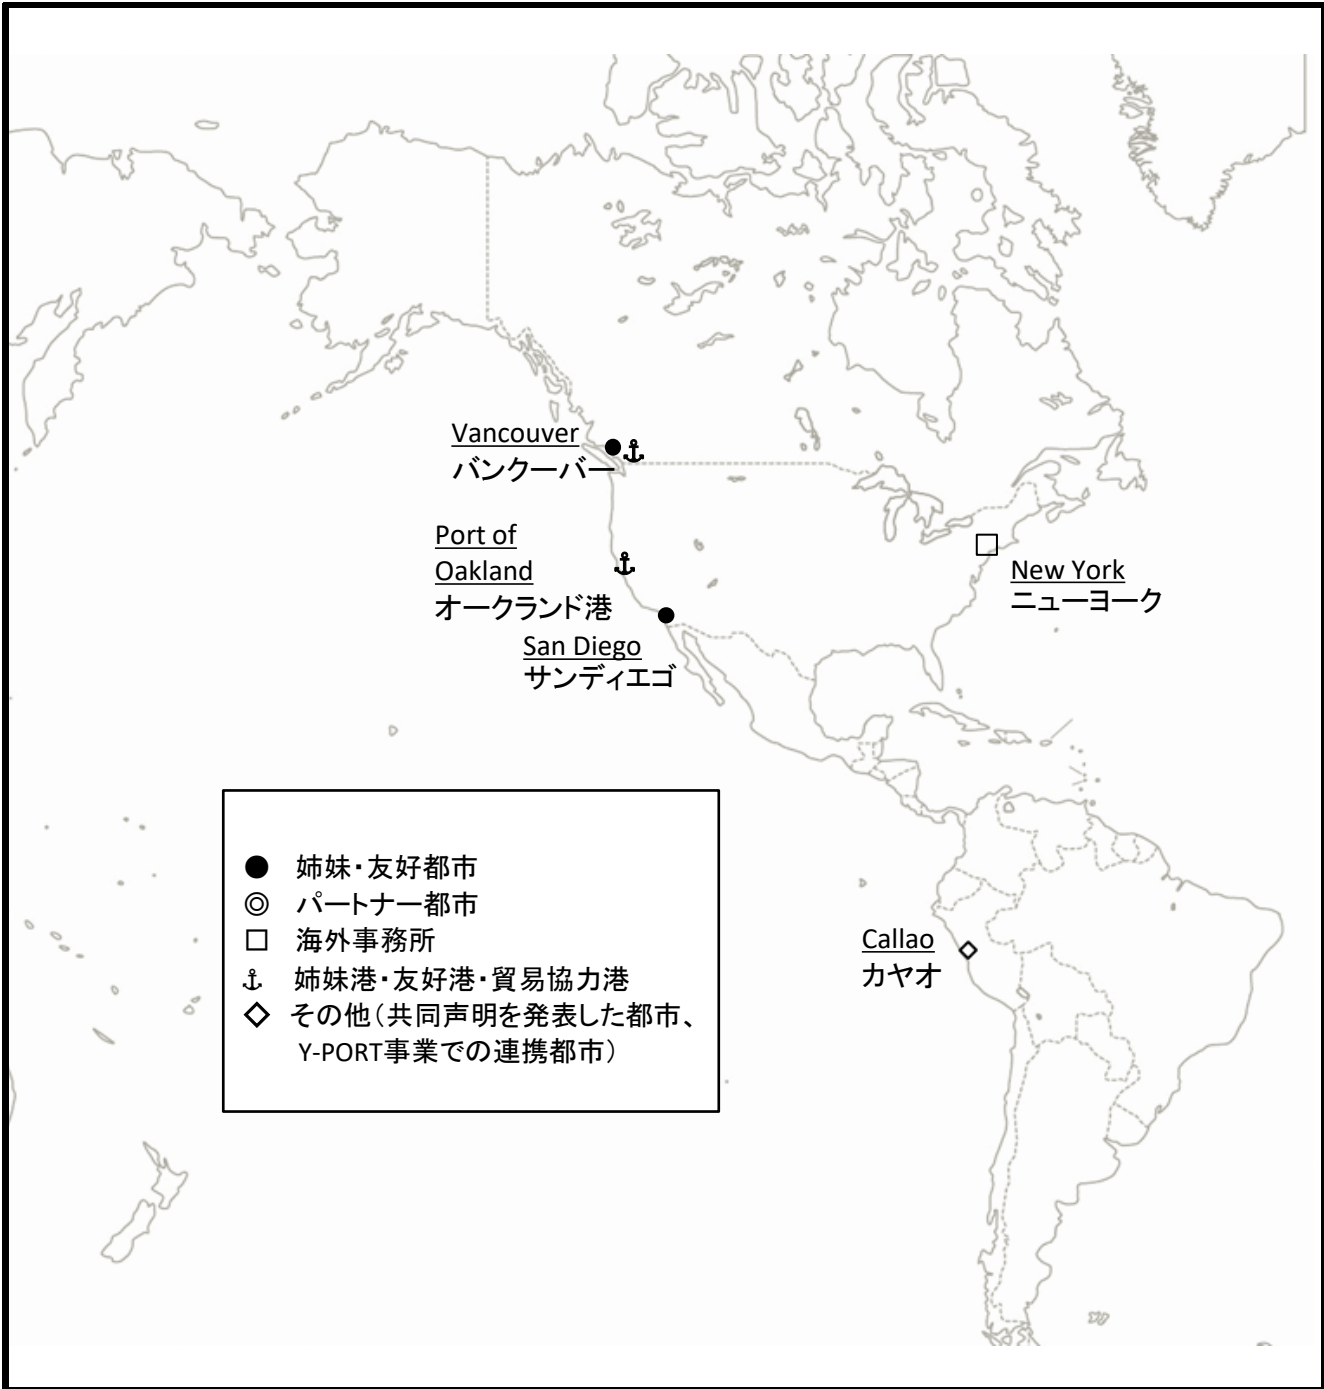 Vancouver
バンクーバー
Port of
Oakland
オークランド港
San Diego
サンディエゴ
New York
ニューヨーク
Callao
カヤオ
● 姉妹・友好都市
◎ パートナー都市
□ 海外事務所
⚓ 姉妹港・友好港・貿易協力港
◇ その他（共同声明を発表した都市、
Y-PORT事業での連携都市）